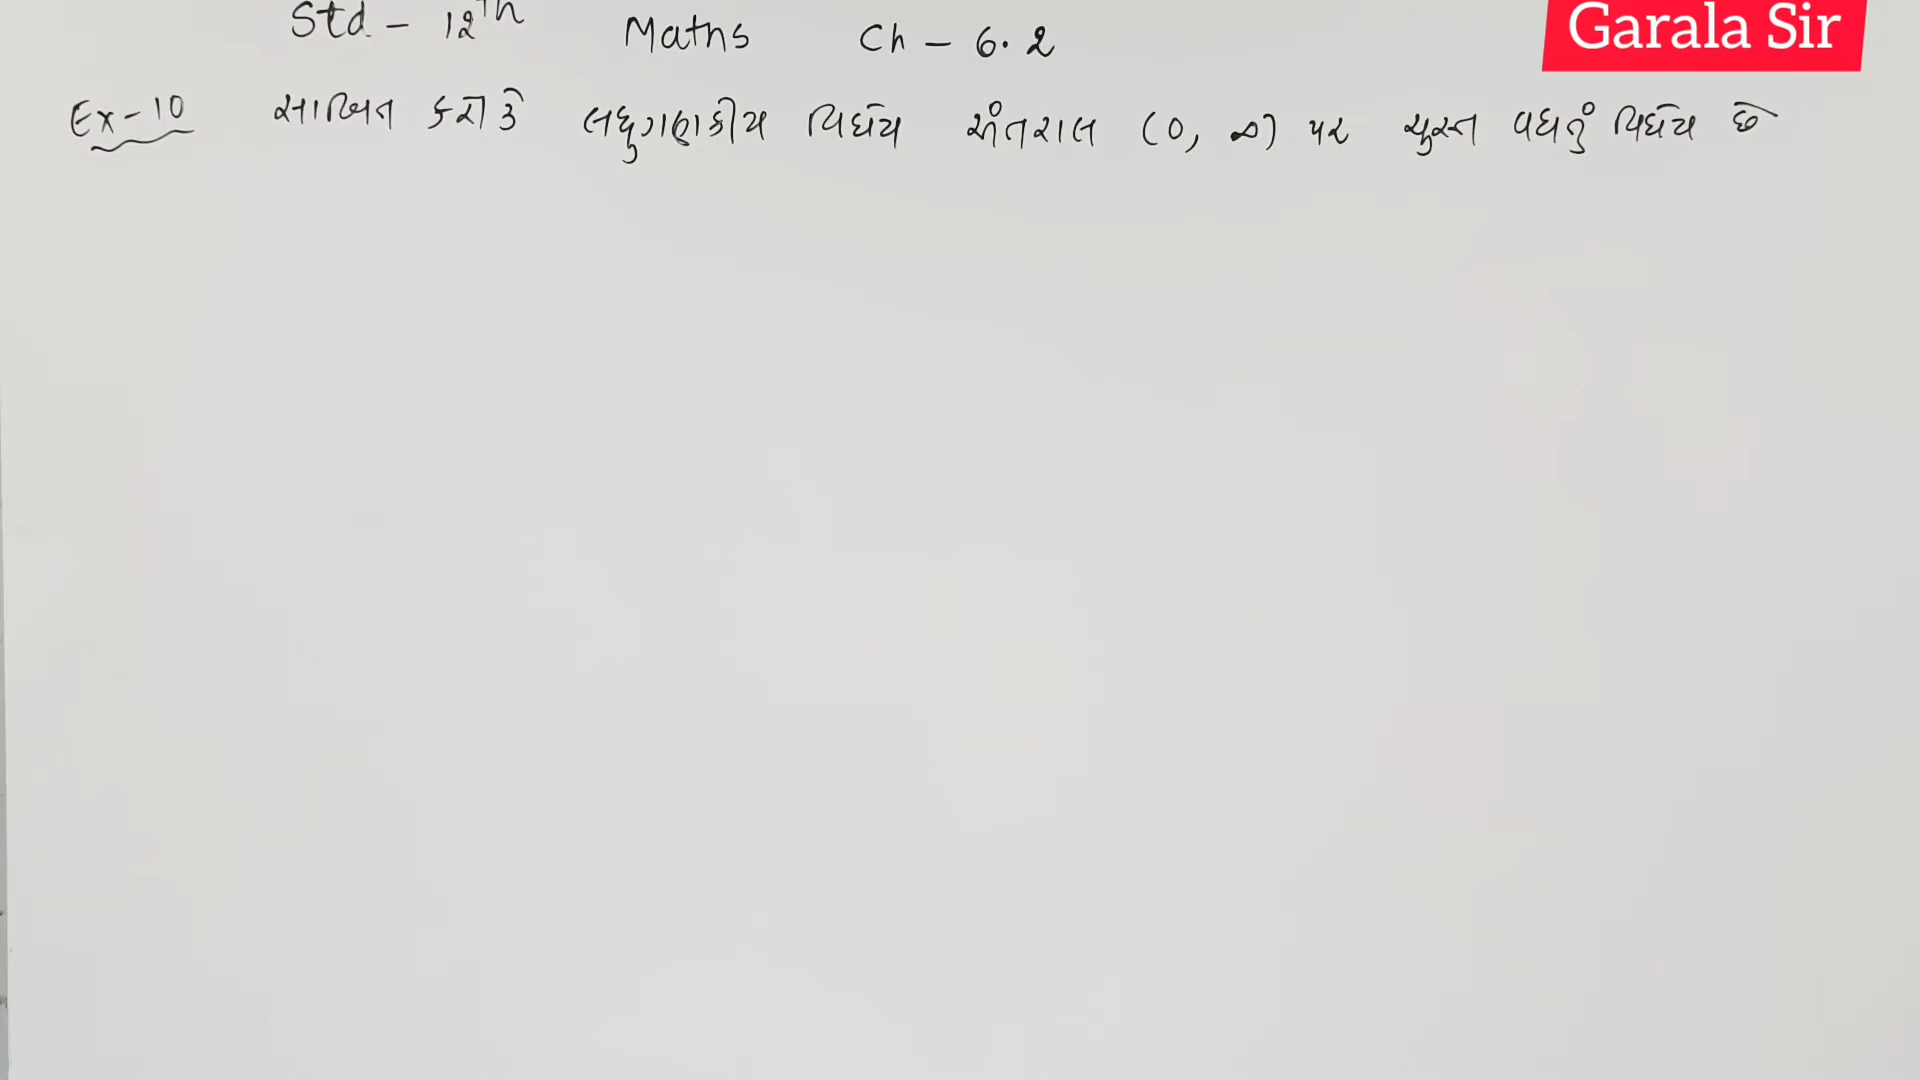 Std - 12th Maths Ch - 6.2 Garala Sir
Ex-10 સાબિત કરો કે લઘુગણકીય વિધેય અંતરાલ (0, ∞) પર ચુસ્ત વધતું વિધેય છે